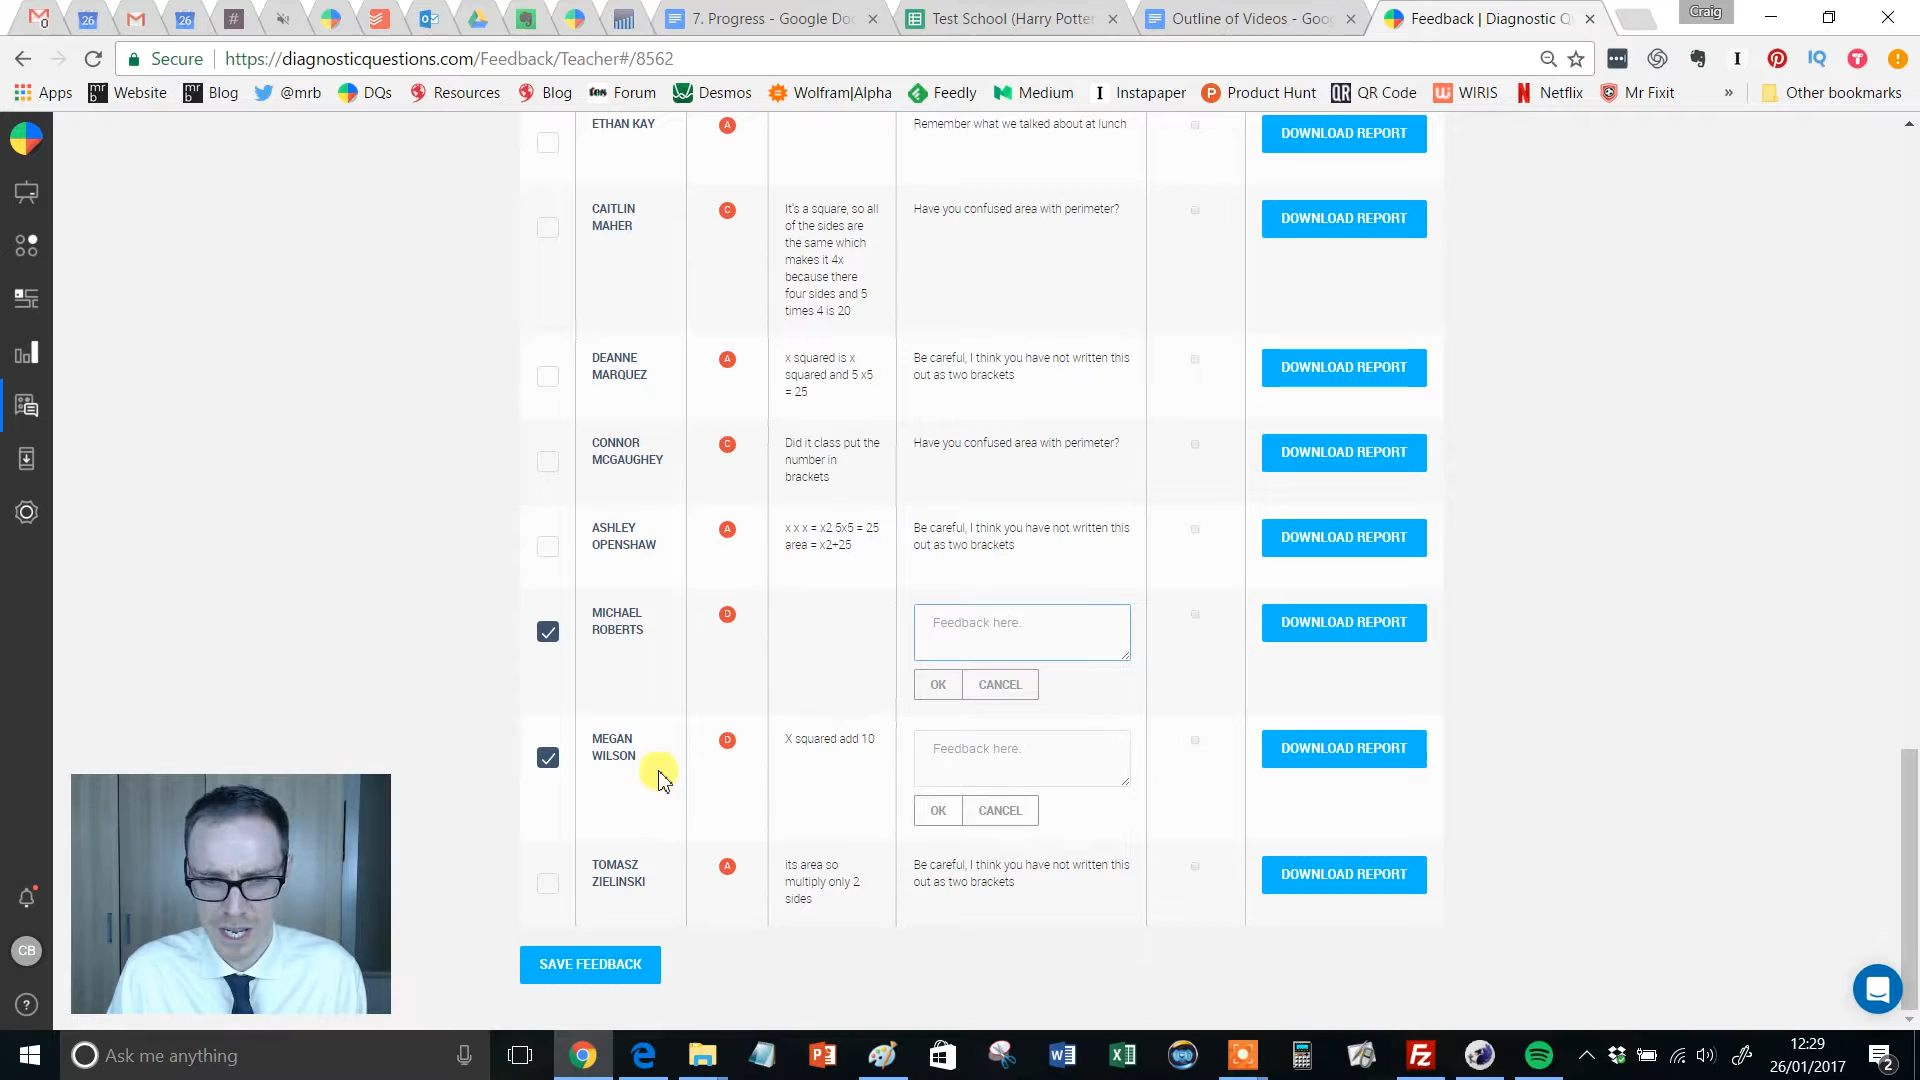 Craig
7. Progress - Google Doc
Test School (Harry Potter
Outline of Videos - Goog
Feedback | Diagnostic Q
Secure
https://diagnosticquestions.com/Feedback/Teacher#/8562
Apps
Website
Blog
@mrb
DQs
Resources
Blog
Forum
Desmos
Wolfram|Alpha
Feedly
Medium
Instapaper
Product Hunt
QR Code
WIRIS
Netflix
Mr Fixit
»
Other bookmarks
ETHAN KAY
A
Remember what we talked about at lunch
DOWNLOAD REPORT
CAITLIN
MAHER
C
It's a square, so all
of the sides are
the same which
makes it 4x
because there
four sides and 5
times 4 is 20
Have you confused area with perimeter?
DOWNLOAD REPORT
DEANNE
MARQUEZ
A
x squared is x
squared and 5 x5
= 25
Be careful, I think you have not written this
out as two brackets
DOWNLOAD REPORT
CONNOR
MCGAUGHEY
C
Did it class put the
number in
brackets
Have you confused area with perimeter?
DOWNLOAD REPORT
ASHLEY
OPENSHAW
A
x x x = x2 5x5 = 25
area = x2+25
Be careful, I think you have not written this
out as two brackets
DOWNLOAD REPORT
MICHAEL
ROBERTS
D
Feedback here.
OK
CANCEL
DOWNLOAD REPORT
MEGAN
WILSON
D
X squared add 10
Feedback here.
OK
CANCEL
DOWNLOAD REPORT
TOMASZ
ZIELINSKI
A
its area so
multiply only 2
sides
Be careful, I think you have not written this
out as two brackets
DOWNLOAD REPORT
SAVE FEEDBACK
CB
Ask me anything
12:29
26/01/2017
2